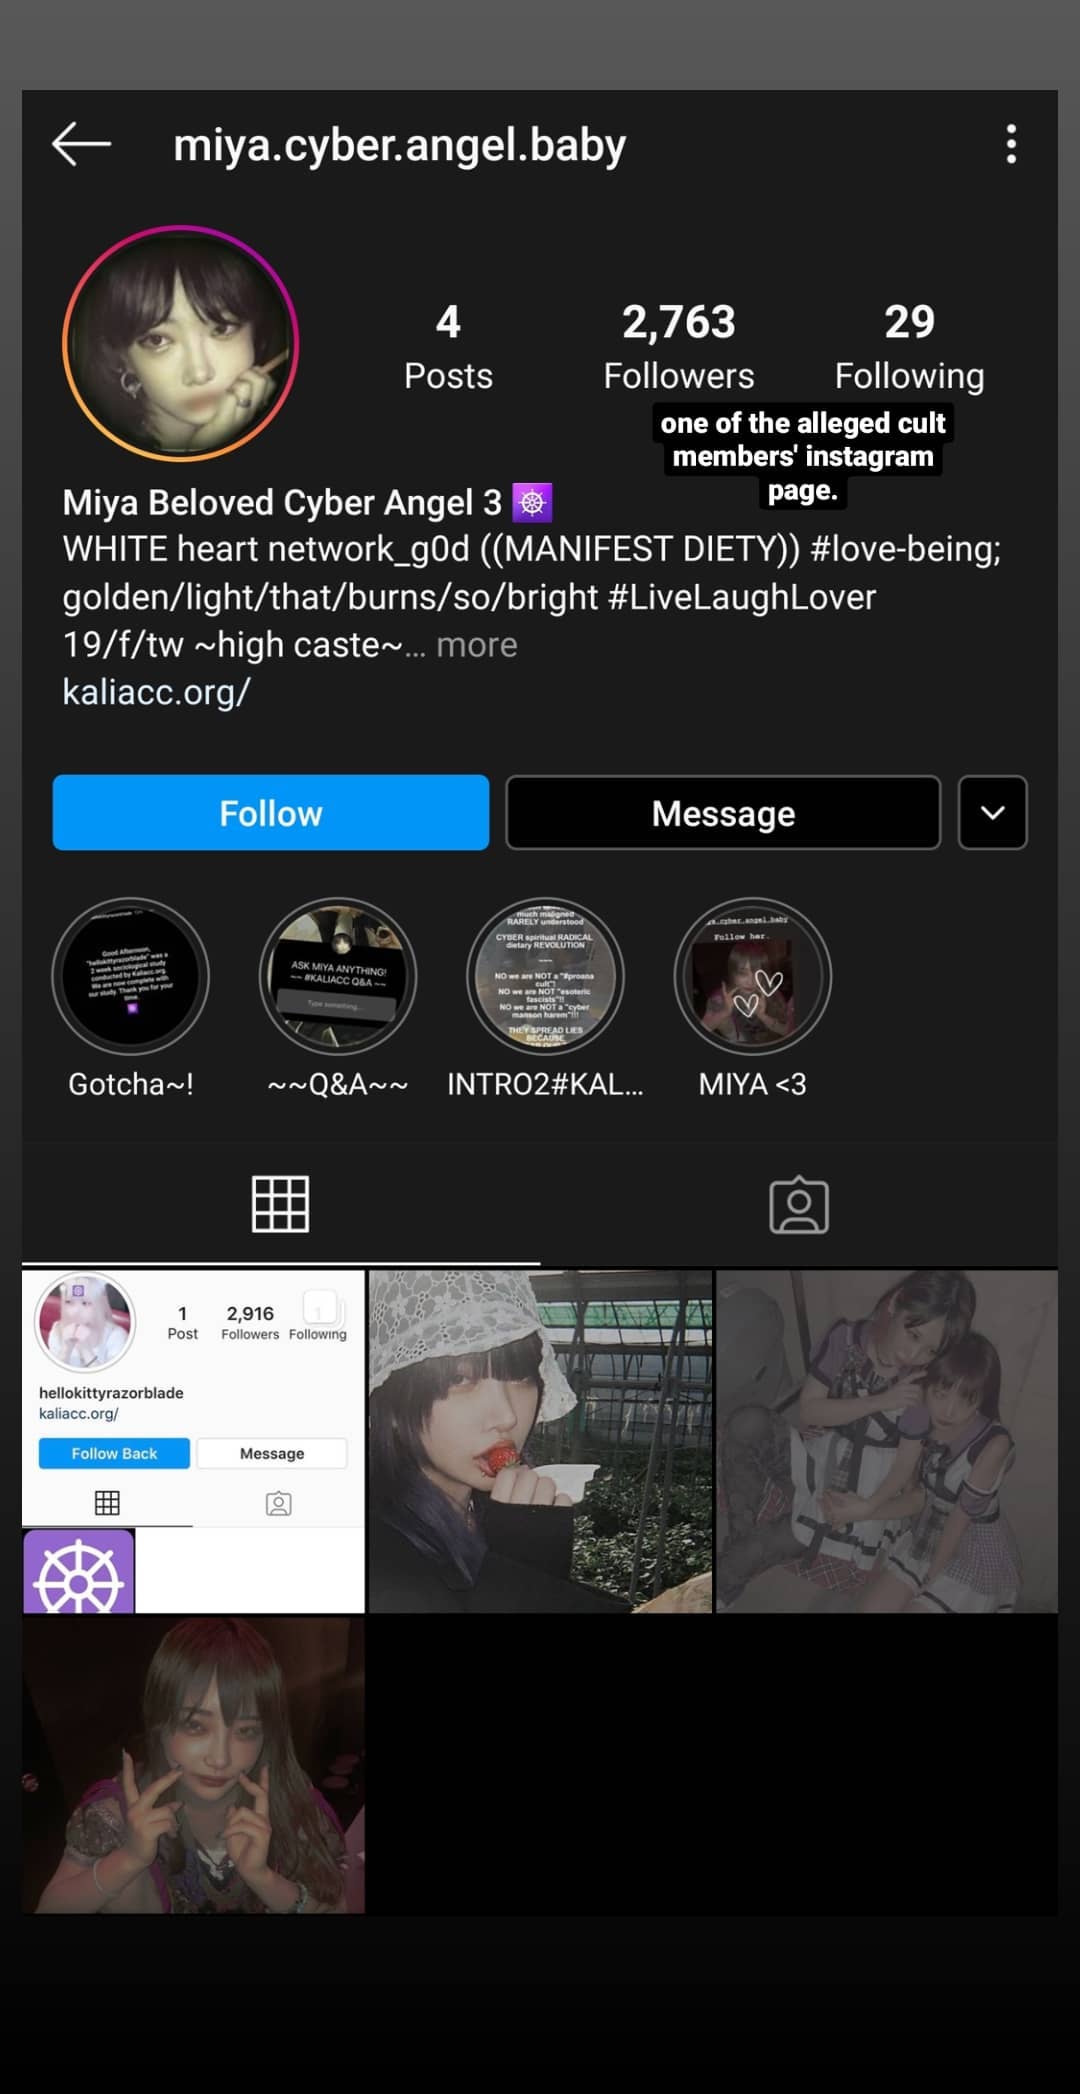 miya.cyber.angel.baby
4
Posts
2,763
Followers
29
Following
one of the alleged cult
members' instagram
page.
Miya Beloved Cyber Angel 3
WHITE heart network_g0d ((MANIFEST DIETY)) #love-being;
golden/light/that/burns/so/bright #LiveLaughLover
19/f/tw ~high caste~... more
kaliacc.org/
Follow
Message
Good Afternoon,
"hellokittyrazorblade" was a
2 week sociological study
conducted by Kaliacc.org.
We are now complete with
our study. Thank you for your
time.
Gotcha~!
ASK MIYA ANYTHING!
~~ #KALIACC Q&A ~~
Type something...
~~Q&A~~
much maligned
RARELY understood
CYBER spiritual RADICAL
dietary REVOLUTION
~~~
NO we are NOT a "#proana
cult"!
NO we are NOT "esoteric
fascists"!!
NO we are NOT a "cyber
manson harem"!!!
THEY SPREAD LIES
BECAUSE
INTRO2#KAL...
.cyber.angel.baby
Follow her.
MIYA <3
1
Post
2,916
Followers
1
Following
hellokittyrazorblade
kaliacc.org/
Follow Back
Message